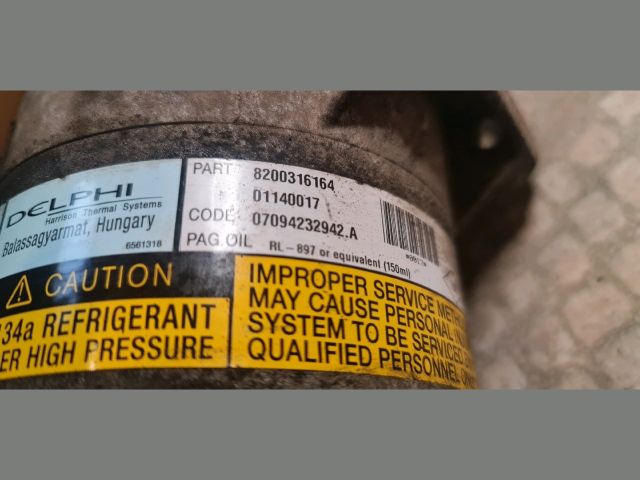 DELPHI
Harrison Thermal Systems
Balassagyarmat, Hungary
6561318
PART: 8200316164
01140017
CODE: 07094232942.A
PAG.OIL RL-897 or equivalent (150ml)
CAUTION
34a REFRIGERANT
ER HIGH PRESSURE
IMPROPER SERVICE MET
MAY CAUSE PERSONAL
SYSTEM TO BE SERVICED
QUALIFIED PERSONNEL